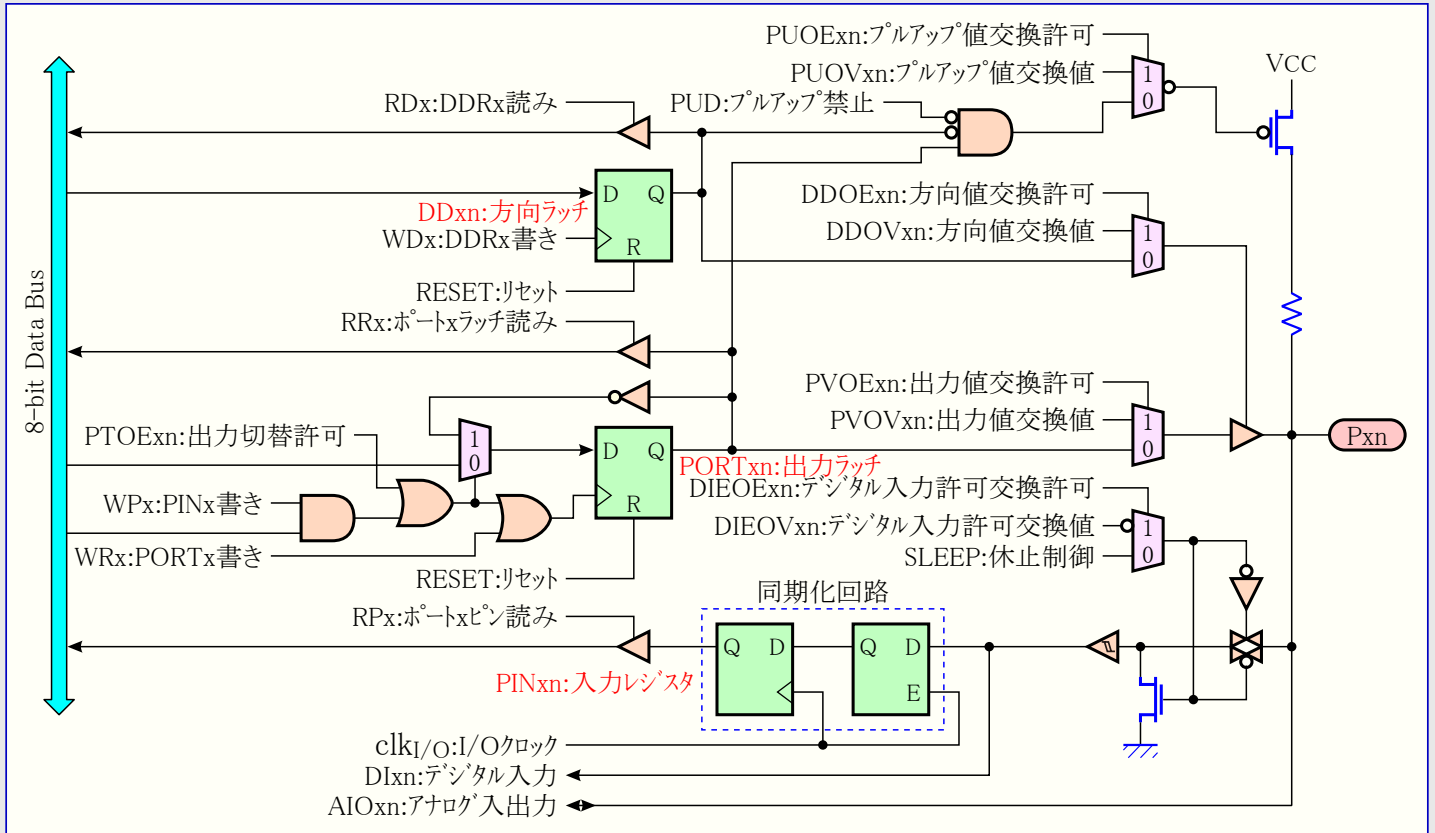 PUOExn:プルアップ値交換許可
PUOVxn:プルアップ値交換値
1
0
VCC
RDx:DDRx読み
PUD:プルアップ禁止
D Q
R
DDxn:方向ラッチ
WDx:DDRx書き
RESET:リセット
DDOExn:方向値交換許可
DDOVxn:方向値交換値
1
0
8-bit Data Bus
RRx:ポートxラッチ読み
PVOExn:出力値交換許可
PVOVxn:出力値交換値
1
0
Pxn
PTOExn:出力切替許可
1
0
D Q
R
PORTxn:出力ラッチ
WPx:PINx書き
WRx:PORTx書き
RESET:リセット
DIEOExn:デジタル入力許可交換許可
DIEOVxn:デジタル入力許可交換値
SLEEP:休止制御
1
0
同期化回路
RPx:ポートxピン読み
Q D
Q D
E
PINxn:入力レジスタ
clkI/O:I/Oクロック
DIxn:デジタル入力
AIOxn:アナログ入出力